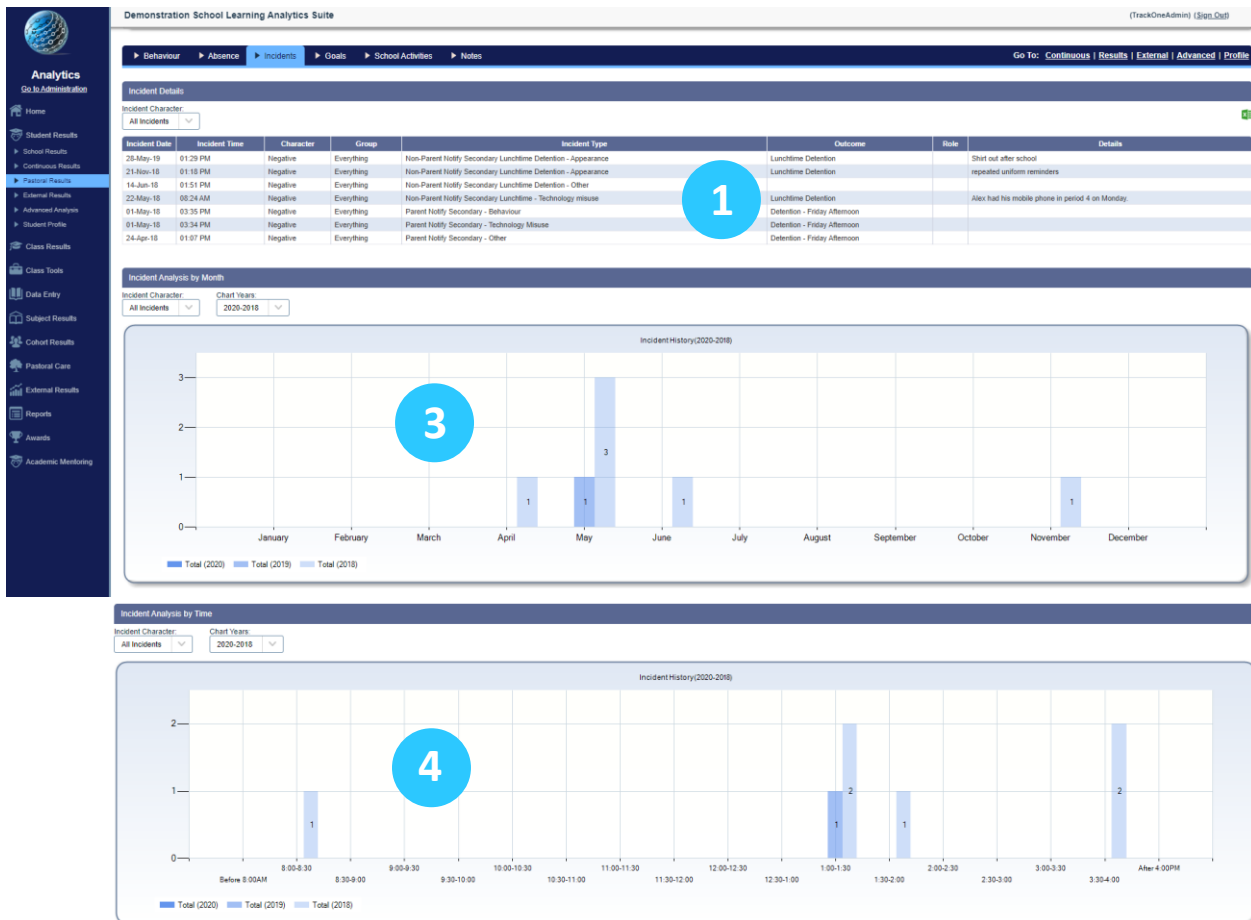 Demonstration School Learning Analytics Suite
(TrackOneAdmin) (Sign Out)
Analytics
Go to Administration
Home
Student Results
School Results
Continuous Results
Pastoral Results
External Results
Advanced Analysis
Student Profile
Class Results
Class Tools
Data Entry
Subject Results
Cohort Results
Pastoral Care
External Results
Reports
Awards
Academic Mentoring
Behaviour Absence Incidents Goals School Activities Notes
Go To: Continuous | Results | External | Advanced | Profile
Incident Details
Incident Character:
All Incidents
Incident Date Incident Time Character Group Incident Type Outcome Role Details
28-May-19 01:29 PM Negative Everything Non-Parent Notify Secondary Lunchtime Detention - Appearance Lunchtime Detention Shirt out after school
21-Nov-18 01:18 PM Negative Everything Non-Parent Notify Secondary Lunchtime Detention - Appearance Lunchtime Detention repeated uniform reminders
14-Jun-18 01:51 PM Negative Everything Non-Parent Notify Secondary Lunchtime Detention - Other
22-May-18 08:24 AM Negative Everything Non-Parent Notify Secondary Lunchtime - Technology misuse Lunchtime Detention Alex had his mobile phone in period 4 on Monday.
01-May-18 03:35 PM Negative Everything Parent Notify Secondary - Behaviour Detention - Friday Afternoon
01-May-18 03:34 PM Negative Everything Parent Notify Secondary - Technology Misuse Detention - Friday Afternoon
24-Apr-18 01:07 PM Negative Everything Parent Notify Secondary - Other Detention - Friday Afternoon
1
Incident Analysis by Month
Incident Character: Chart Years:
All Incidents 2020-2018
Incident History(2020-2018)
3
2
1
0
3
1
1
3
1
1
January February March April May June July August September October November December
Total (2020) Total (2019) Total (2018)
Incident Analysis by Time
Incident Character: Chart Years:
All Incidents 2020-2018
Incident History(2020-2018)
2
1
0
4
1
1
2
1
2
8:00-8:30 9:00-9:30 10:00-10:30 11:00-11:30 12:00-12:30 1:00-1:30 2:00-2:30 3:00-3:30 After 4.00PM
Before 8:00AM 8:30-9:00 9:30-10:00 10:30-11:00 11:30-12:00 12:30-1:00 1:30-2:00 2:30-3:00 3:30-4:00
Total (2020) Total (2019) Total (2018)